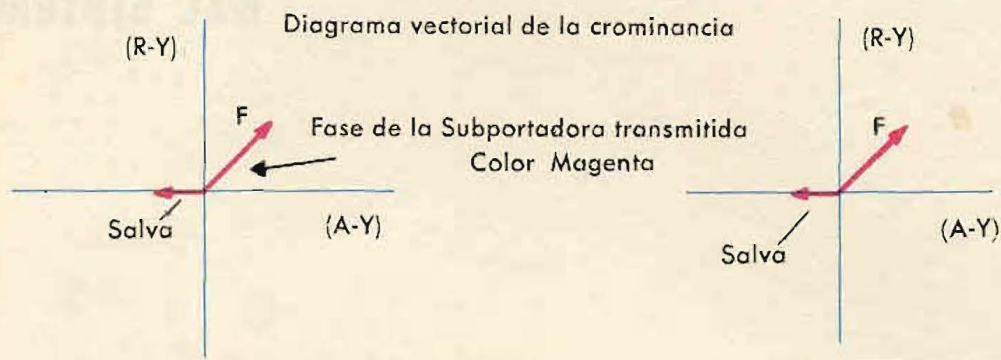 Diagrama vectorial de la crominancia
(R-Y)
(R-Y)
F
Fase de la Subportadora transmitida
Color Magenta
F
Salva
(A-Y)
Salva
(A-Y)